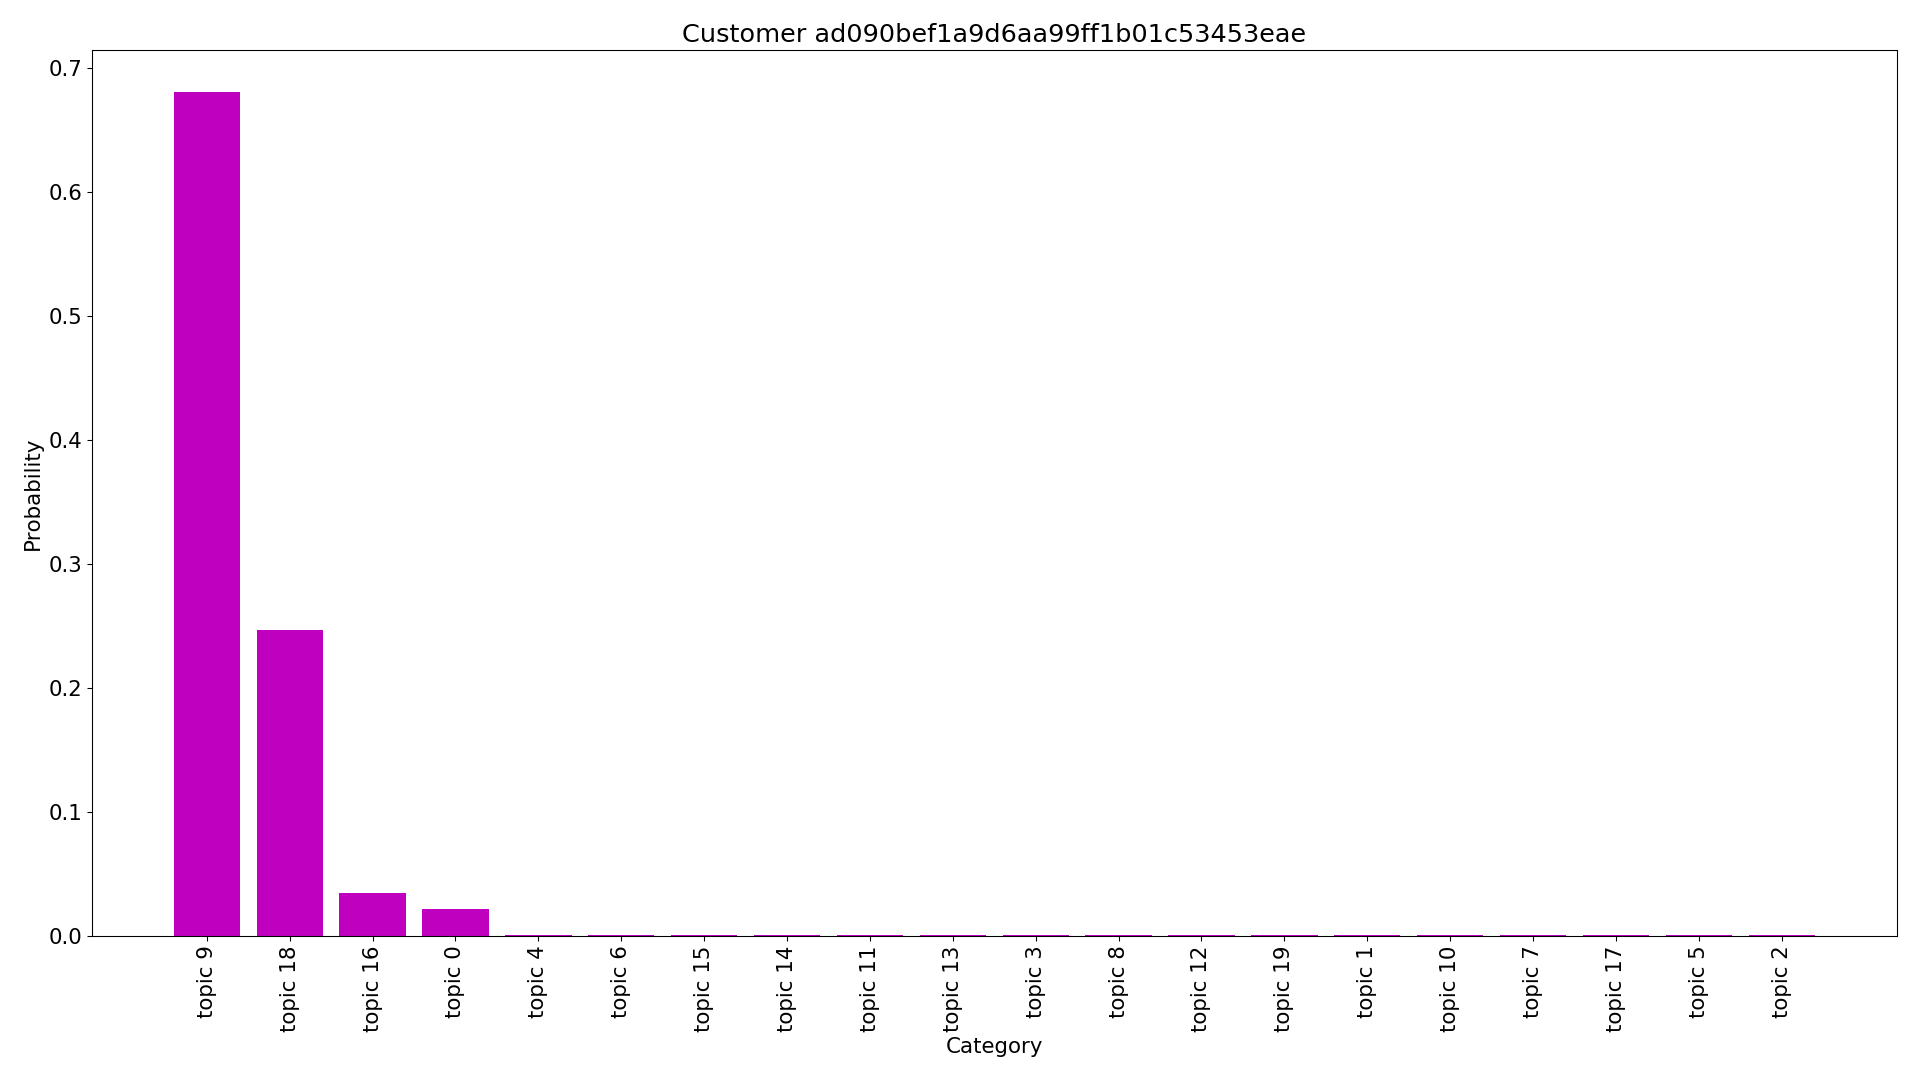 Customer ad090bef1a9d6aa99ff1b01c53453eae
Probability
0.7
0.6
0.5
0.4
0.3
0.2
0.1
0.0
topic 9
topic 18
topic 16
topic 0
topic 4
topic 6
topic 15
topic 14
topic 11
topic 13
topic 3
topic 8
topic 12
topic 19
topic 1
topic 10
topic 7
topic 17
topic 5
topic 2
Category